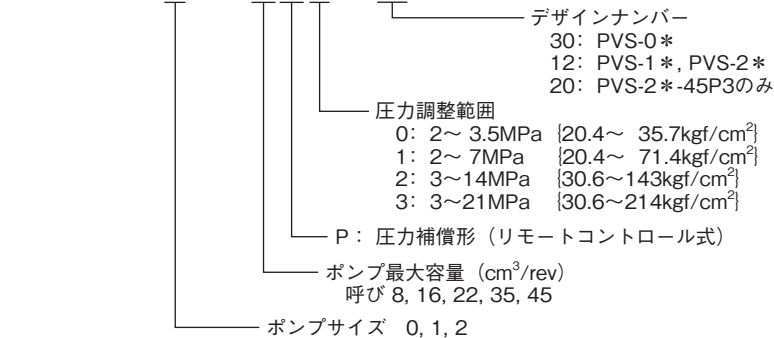 デザインナンバー
30：PVS-0＊
12：PVS-1＊, PVS-2＊
20：PVS-2＊-45P3のみ
圧力調整範囲
0：2～ 3.5MPa {20.4～ 35.7kgf/cm²}
1：2～ 7MPa {20.4～ 71.4kgf/cm²}
2：3～14MPa {30.6～143kgf/cm²}
3：3～21MPa {30.6～214kgf/cm²}
P：圧力補償形（リモートコントロール式）
ポンプ最大容量（cm³/rev）
呼び 8, 16, 22, 35, 45
ポンプサイズ 0, 1, 2